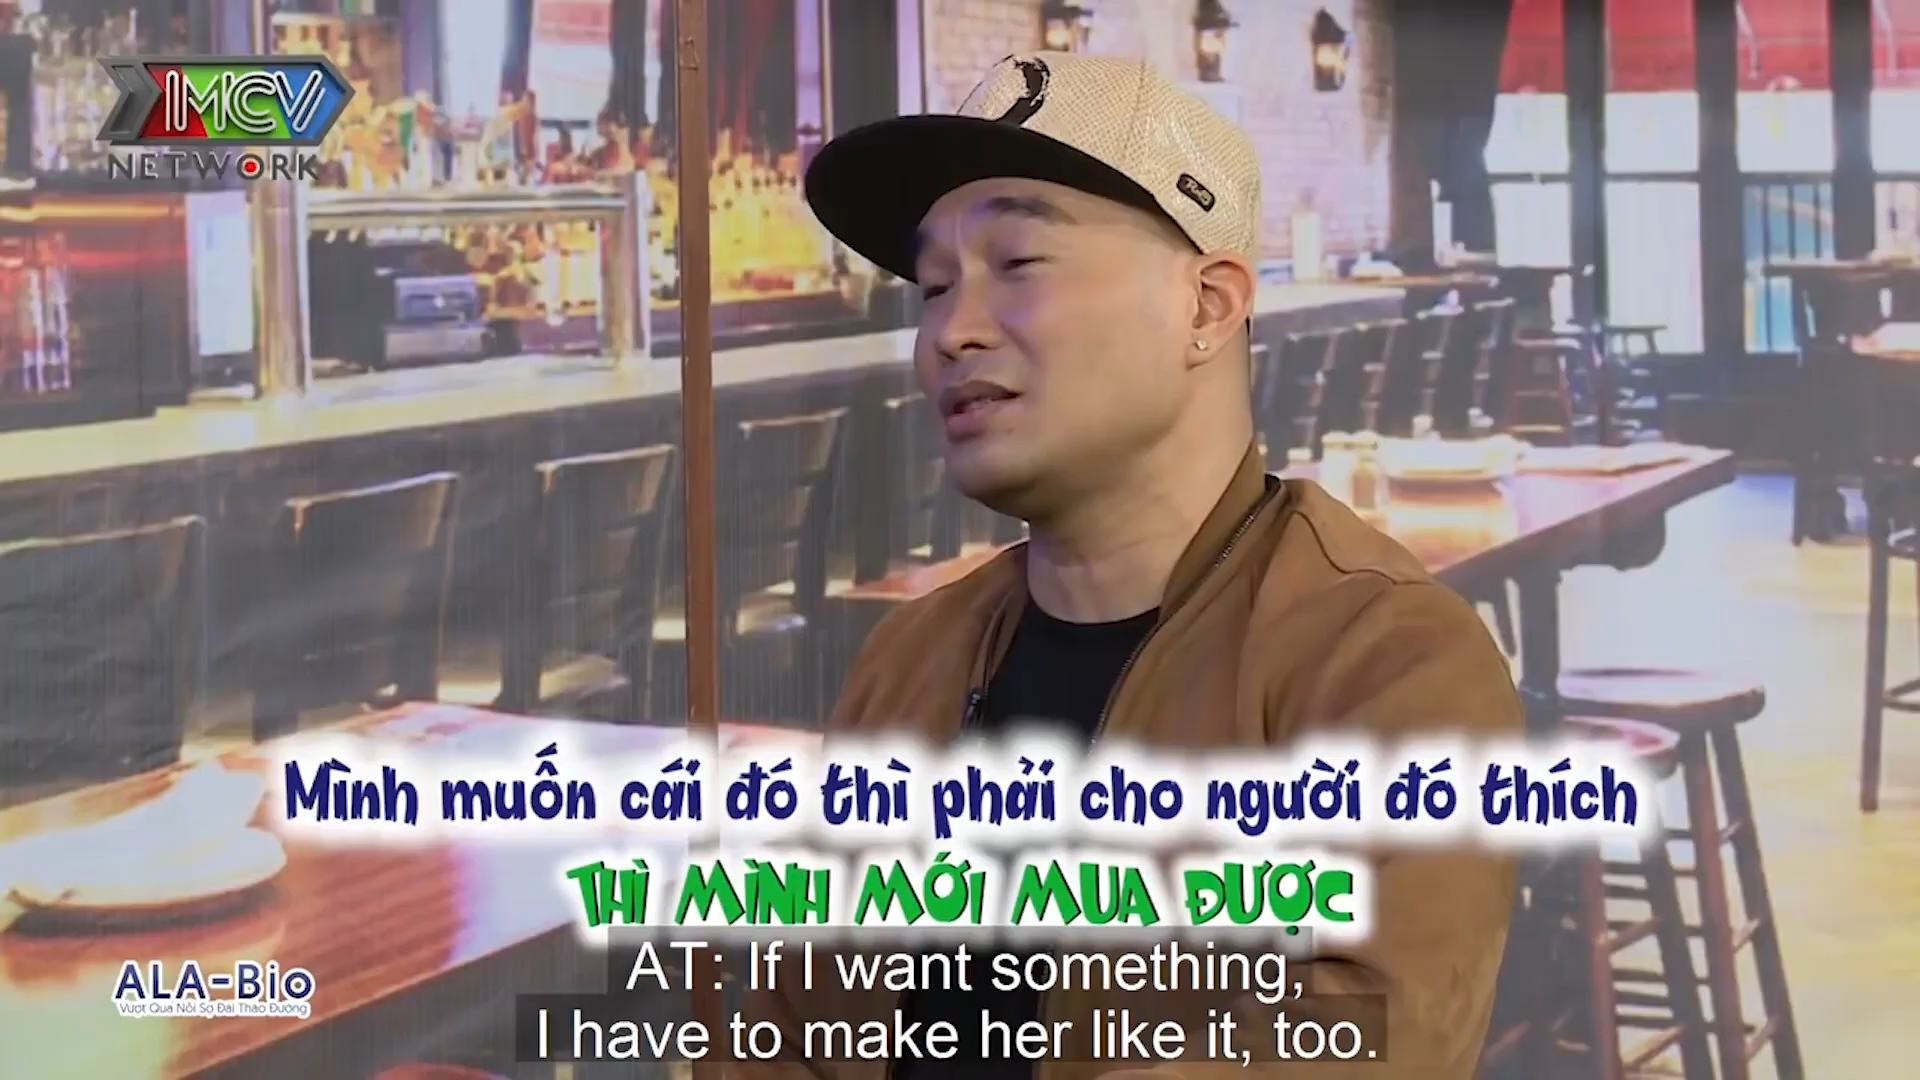 MCV
NETWORK
Mình muốn cái đó thì phải cho người đó thích
THÌ MÌNH MỚI MUA ĐƯỢC
AT: If I want something,
I have to make her like it, too.
ALA-Bio
Vượt Qua Nỗi Sợ Đái Tháo Đường